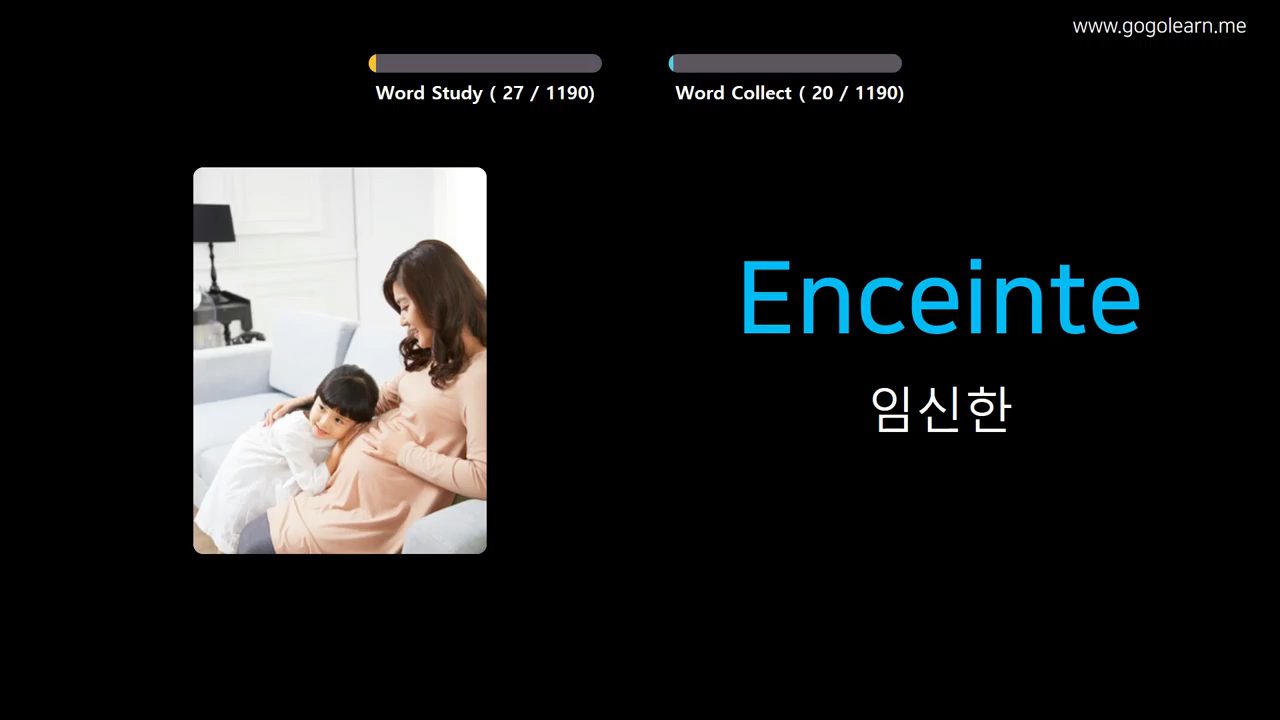 www.gogolearn.me
Word Study ( 27 / 1190)
Word Collect ( 20 / 1190)
Enceinte
임신한